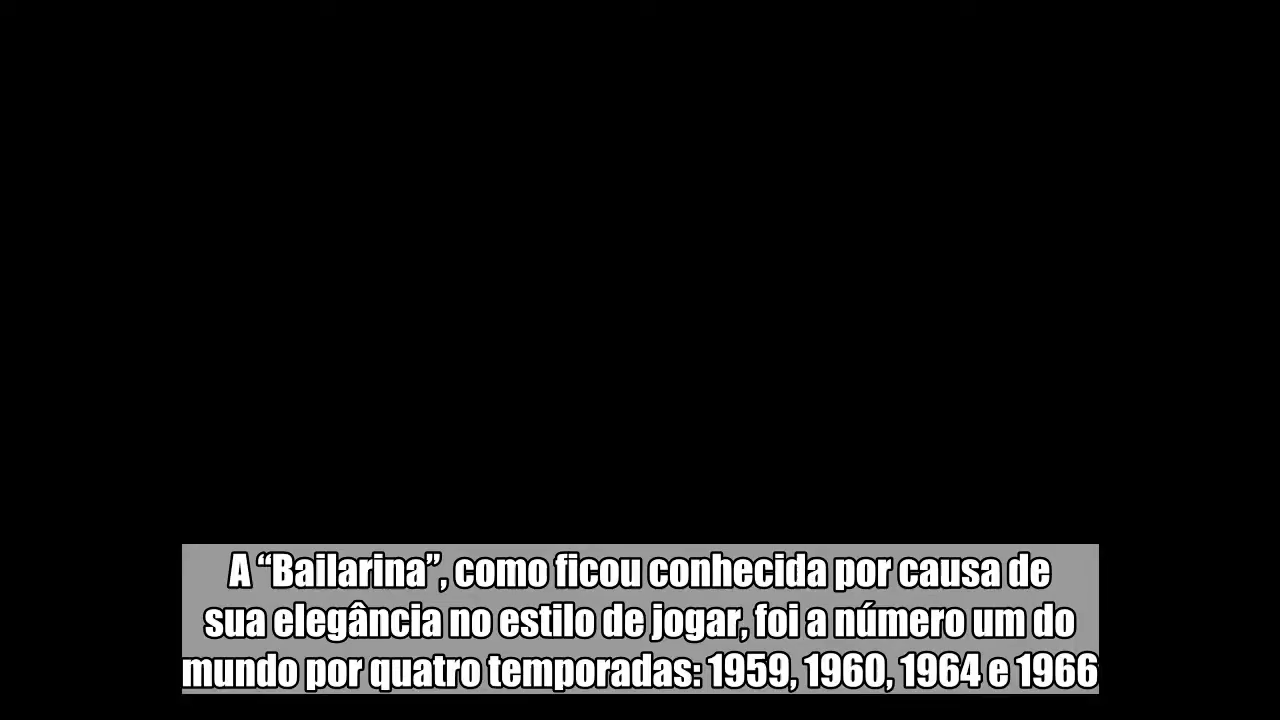 A “Bailarina”, como ficou conhecida por causa de
sua elegância no estilo de jogar, foi a número um do
mundo por quatro temporadas: 1959, 1960, 1964 e 1966